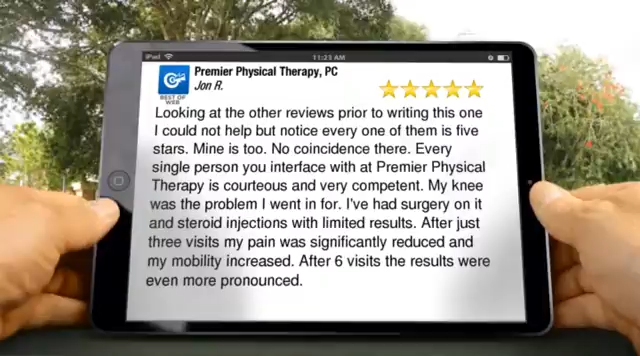 iPad
11:23 AM
Premier Physical Therapy, PC
Jon R.
BEST OF
WEB
Looking at the other reviews prior to writing this one
I could not help but notice every one of them is five
stars. Mine is too. No coincidence there. Every
single person you interface with at Premier Physical
Therapy is courteous and very competent. My knee
was the problem I went in for. I've had surgery on it
and steroid injections with limited results. After just
three visits my pain was significantly reduced and
my mobility increased. After 6 visits the results were
even more pronounced.